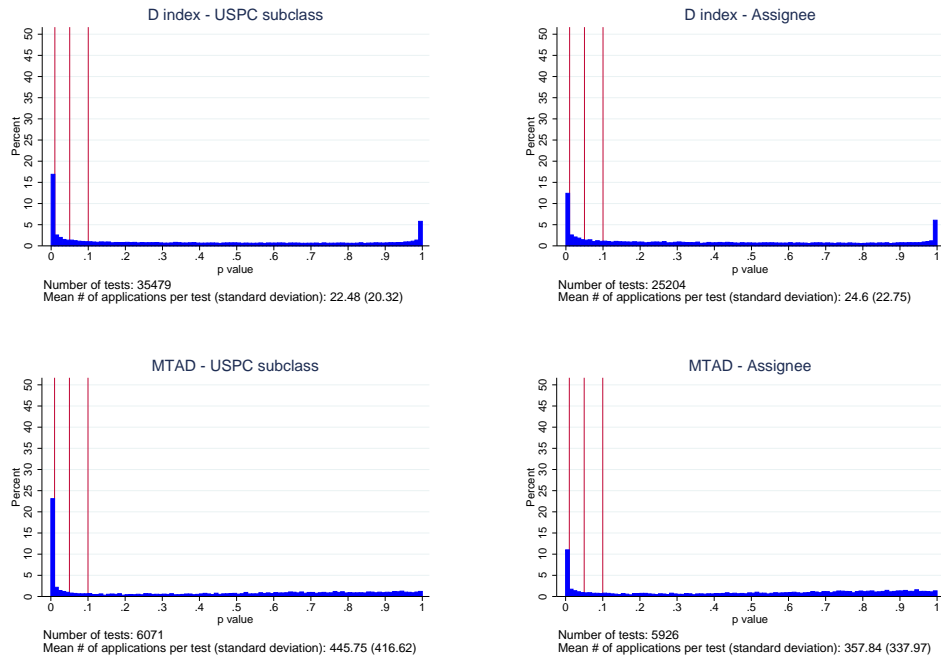 D index - USPC subclass
50
45
40
35
30
25
20
15
10
5
0
Percent
0 .1 .2 .3 .4 .5 .6 .7 .8 .9 1
p value
Number of tests: 35479
Mean # of applications per test (standard deviation): 22.48 (20.32)
D index - Assignee
50
45
40
35
30
25
20
15
10
5
0
Percent
0 .1 .2 .3 .4 .5 .6 .7 .8 .9 1
p value
Number of tests: 25204
Mean # of applications per test (standard deviation): 24.6 (22.75)
MTAD - USPC subclass
50
45
40
35
30
25
20
15
10
5
0
Percent
0 .1 .2 .3 .4 .5 .6 .7 .8 .9 1
p value
Number of tests: 6071
Mean # of applications per test (standard deviation): 445.75 (416.62)
MTAD - Assignee
50
45
40
35
30
25
20
15
10
5
0
Percent
0 .1 .2 .3 .4 .5 .6 .7 .8 .9 1
p value
Number of tests: 5926
Mean # of applications per test (standard deviation): 357.84 (337.97)